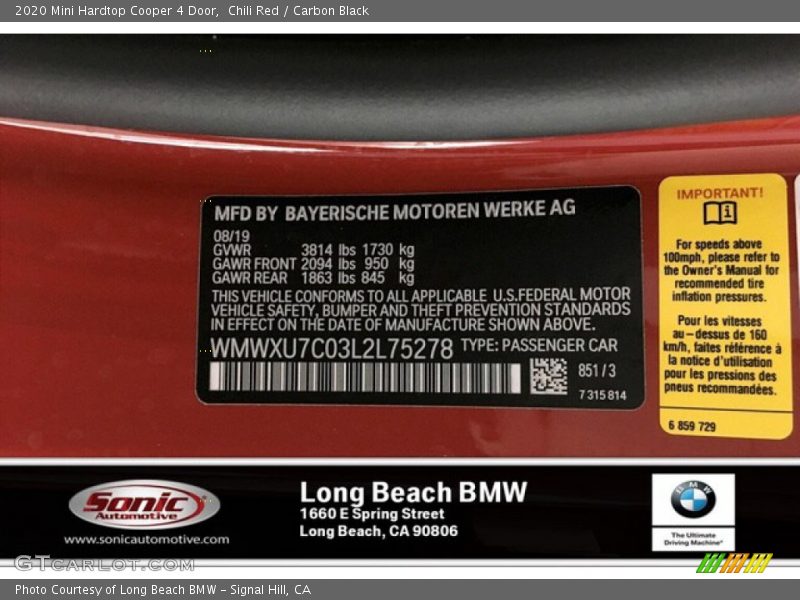 2020 Mini Hardtop Cooper 4 Door,  Chili Red / Carbon Black
MFD BY BAYERISCHE MOTOREN WERKE AG
08/19
GVWR 3814 lbs 1730 kg
GAWR FRONT 2094 lbs 950 kg
GAWR REAR 1863 lbs 845 kg
THIS VEHICLE CONFORMS TO ALL APPLICABLE U.S.FEDERAL MOTOR
VEHICLE SAFETY, BUMPER AND THEFT PREVENTION STANDARDS
IN EFFECT ON THE DATE OF MANUFACTURE SHOWN ABOVE.
WMWXU7C03L2L75278 TYPE: PASSENGER CAR
851 / 3
7 315 814
IMPORTANT!
For speeds above
100mph, please refer to
the Owner's Manual for
recommended tire
inflation pressures.
Pour les vitesses
au-dessus de 160
km/h, faites référence à
la notice d'utilisation
pour les pressions des
pneus recommandées.
6 859 729
Sonic
Automotive
www.sonicautomotive.com
Long Beach BMW
1660 E Spring Street
Long Beach, CA 90806
BMW
The Ultimate
Driving Machine®
GTcarlot.com
Photo Courtesy of Long Beach BMW - Signal Hill, CA